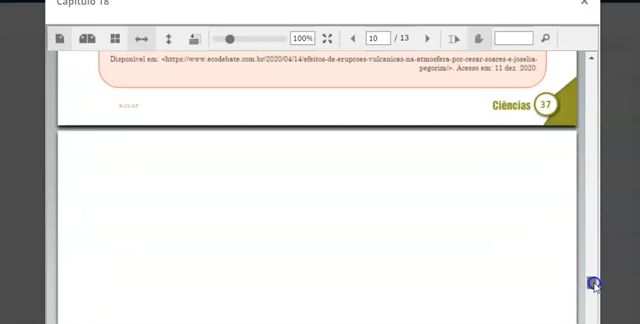 Capítulo 18
100%
10 / 13
Disponível em: <https://www.ecodebate.com.br/2020/04/14/efeitos-de-erupcoes-vulcanicas-na-atmosfera-por-cesar-soares-e-joselia-
pegorim/>. Acesso em: 11 dez. 2020.
Ciências 37